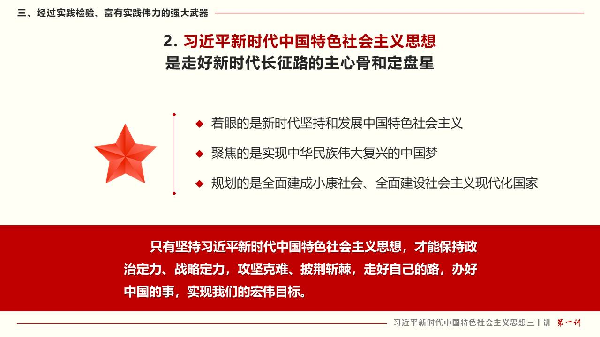 三、经过实践检验、富有实践伟力的强大武器
2. 习近平新时代中国特色社会主义思想
是走好新时代长征路的主心骨和定盘星
着眼的是新时代坚持和发展中国特色社会主义
聚焦的是实现中华民族伟大复兴的中国梦
规划的是全面建成小康社会、全面建设社会主义现代化国家
只有坚持习近平新时代中国特色社会主义思想，才能保持政
治定力、战略定力，攻坚克难、披荆斩棘，走好自己的路，办好
中国的事，实现我们的宏伟目标。
习近平新时代中国特色社会主义思想三十讲 第一讲